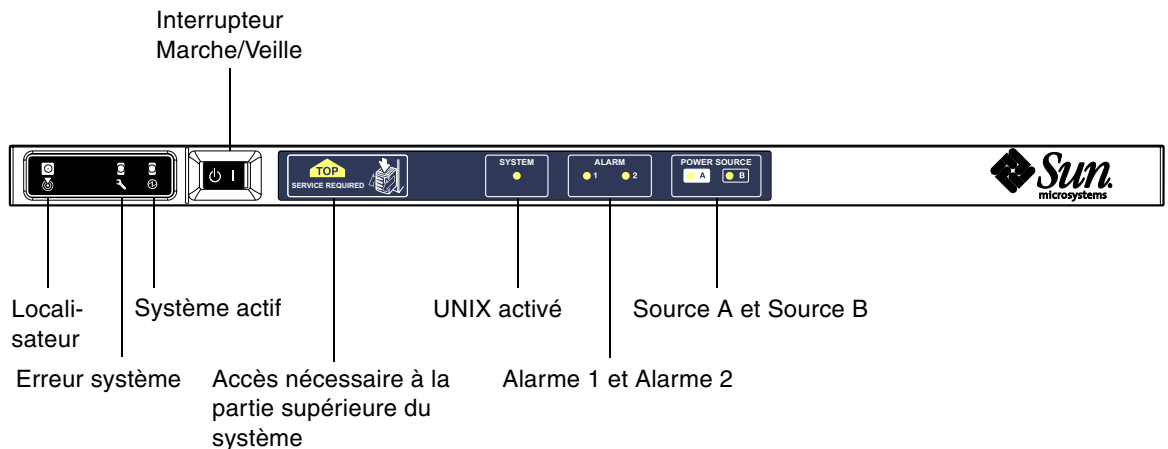 Interrupteur
Marche/Veille
TOP
SERVICE REQUIRED
SYSTEM
ALARM
1 2
POWER SOURCE
A B
Sun.
microsystems
Locali-
sateur
Système actif
UNIX activé
Source A et Source B
Erreur système
Accès nécessaire à la
partie supérieure du
système
Alarme 1 et Alarme 2